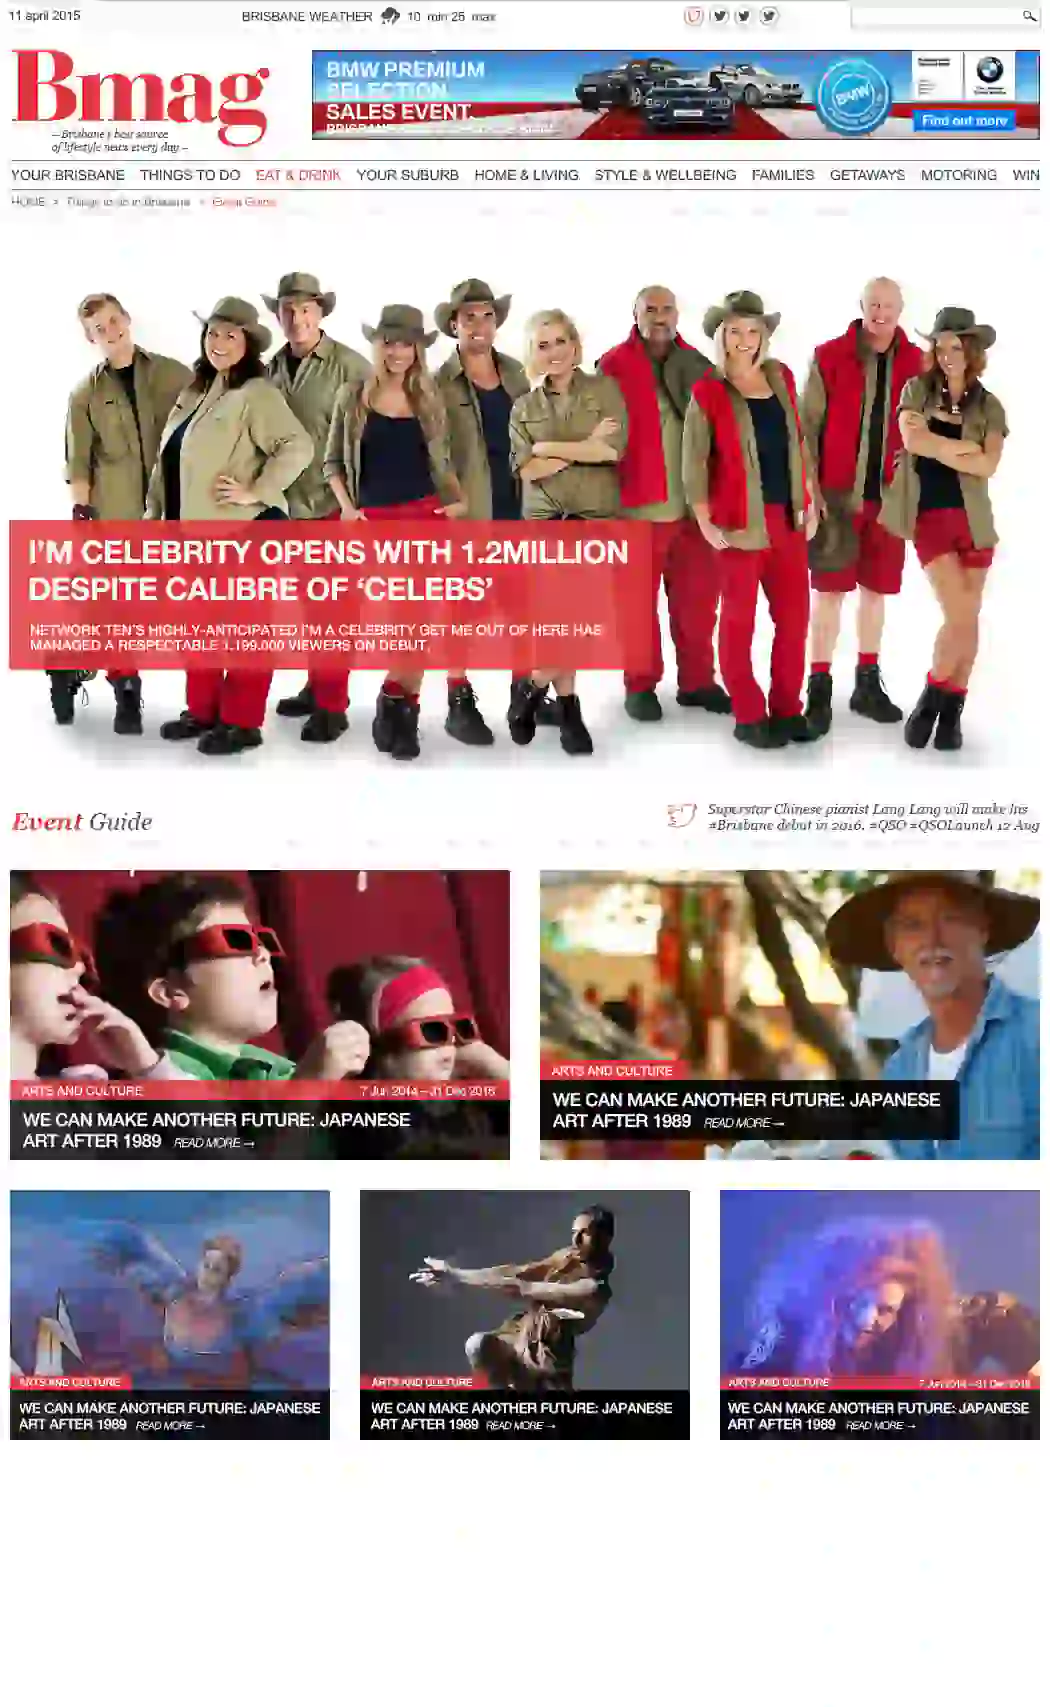 11 april 2015
BRISBANE WEATHER 10 min 25 max
Bmag
– Brisbane's best source
of lifestyle news every day –
BMW PREMIUM
SELECTION
SALES EVENT.
BMW
Find out more
YOUR BRISBANE THINGS TO DO EAT & DRINK YOUR SUBURB HOME & LIVING STYLE & WELLBEING FAMILIES GETAWAYS MOTORING WIN
HOME > Things to do in Brisbane > Event Guide
I'M CELEBRITY OPENS WITH 1.2MILLION
DESPITE CALIBRE OF ‘CELEBS’
NETWORK TEN'S HIGHLY-ANTICIPATED I'M A CELEBRITY GET ME OUT OF HERE HAS
MANAGED A RESPECTABLE 1.199.000 VIEWERS ON DEBUT.
Event Guide
Superstar Chinese pianist Lang Lang will make his
#Brisbane debut in 2016. #QSO #QSOLaunch 12 Aug
ARTS AND CULTURE 7 Jun 2014 – 31 Dec 2016
WE CAN MAKE ANOTHER FUTURE: JAPANESE
ART AFTER 1989 READ MORE →
ARTS AND CULTURE
WE CAN MAKE ANOTHER FUTURE: JAPANESE
ART AFTER 1989 READ MORE →
ARTS AND CULTURE
WE CAN MAKE ANOTHER FUTURE: JAPANESE
ART AFTER 1989 READ MORE →
ARTS AND CULTURE
WE CAN MAKE ANOTHER FUTURE: JAPANESE
ART AFTER 1989 READ MORE →
ARTS AND CULTURE 7 Jun 2014 – 31 Dec 2016
WE CAN MAKE ANOTHER FUTURE: JAPANESE
ART AFTER 1989 READ MORE →